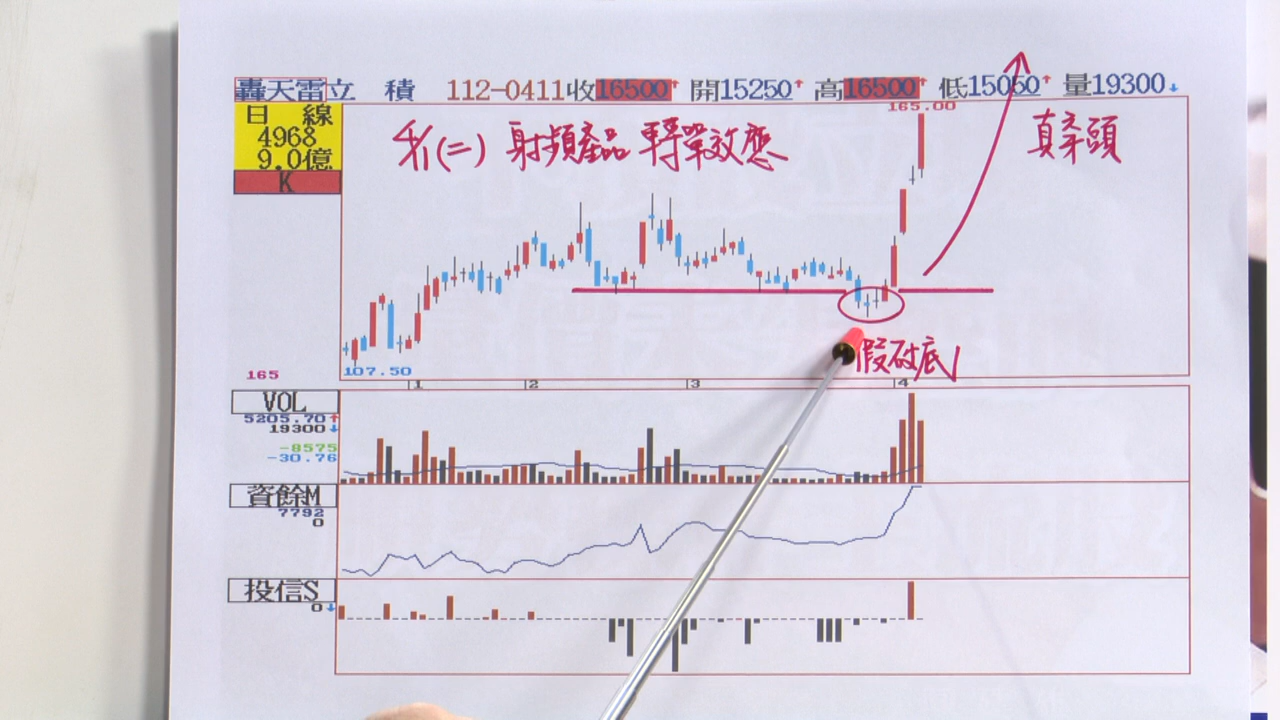 轟天雷立 積 112-0411收16500↑ 開15250↑ 高16500↑ 低15050↑ 量19300↓
日 線
4968
9.0億
K
165.00
利(二) 射頻產品 轉單效應
真穿頭
假破底
107.50
165
1 2 3 4
VOL
5205.70↑
19300↓
-8575
-30.76
資餘M
7792
0
投信S
0↓